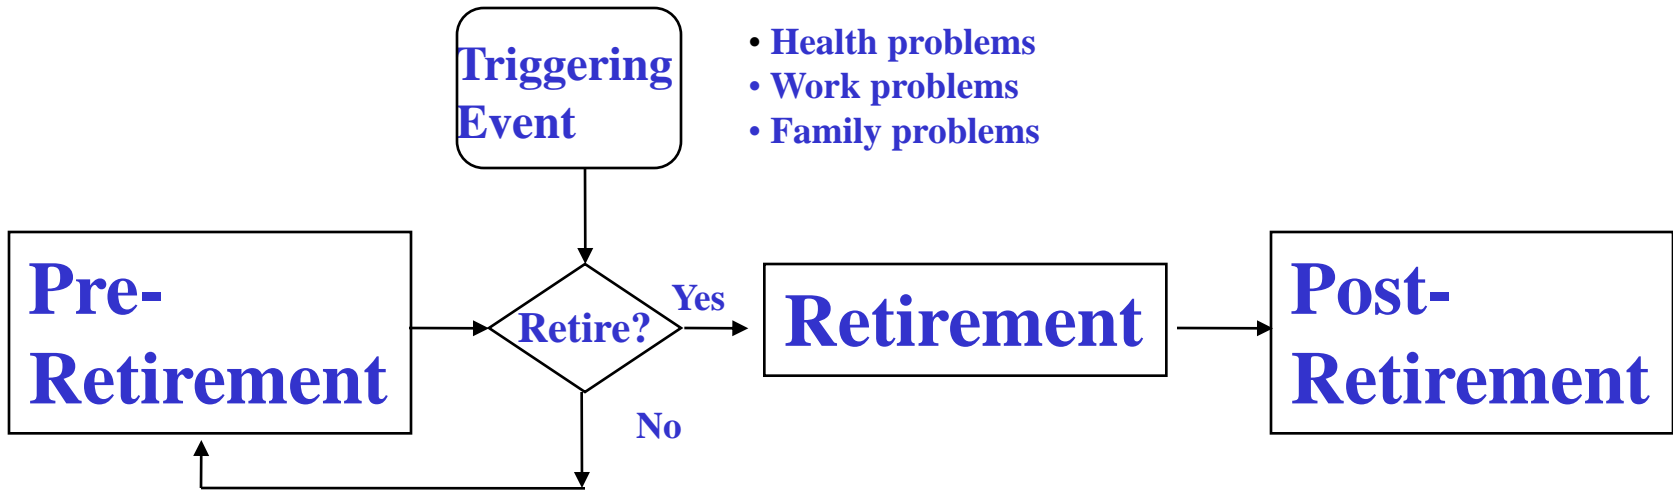 Triggering
Event
• Health problems
• Work problems
• Family problems
Pre-
Retirement
Retire?
Yes
No
Retirement
Post-
Retirement